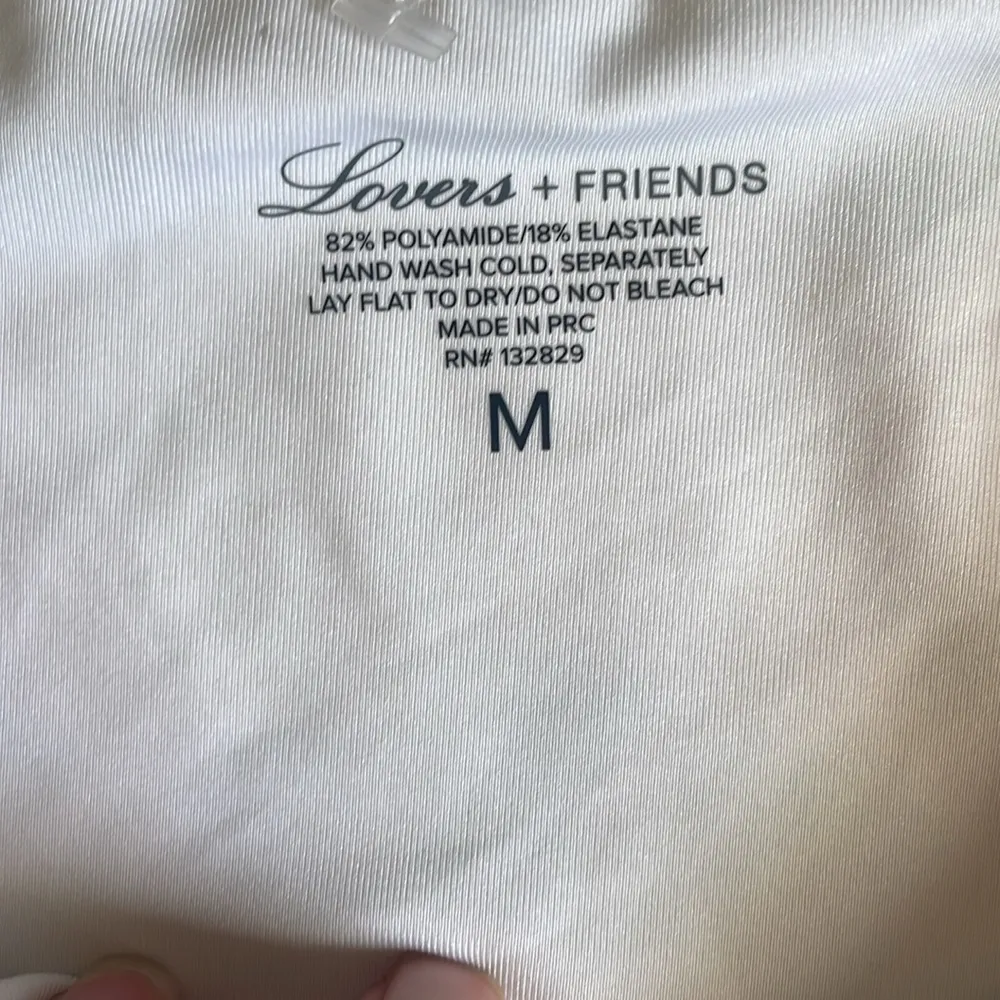 Lovers + FRIENDS
82% POLYAMIDE/18% ELASTANE
HAND WASH COLD, SEPARATELY
LAY FLAT TO DRY/DO NOT BLEACH
MADE IN PRC
RN# 132829
M